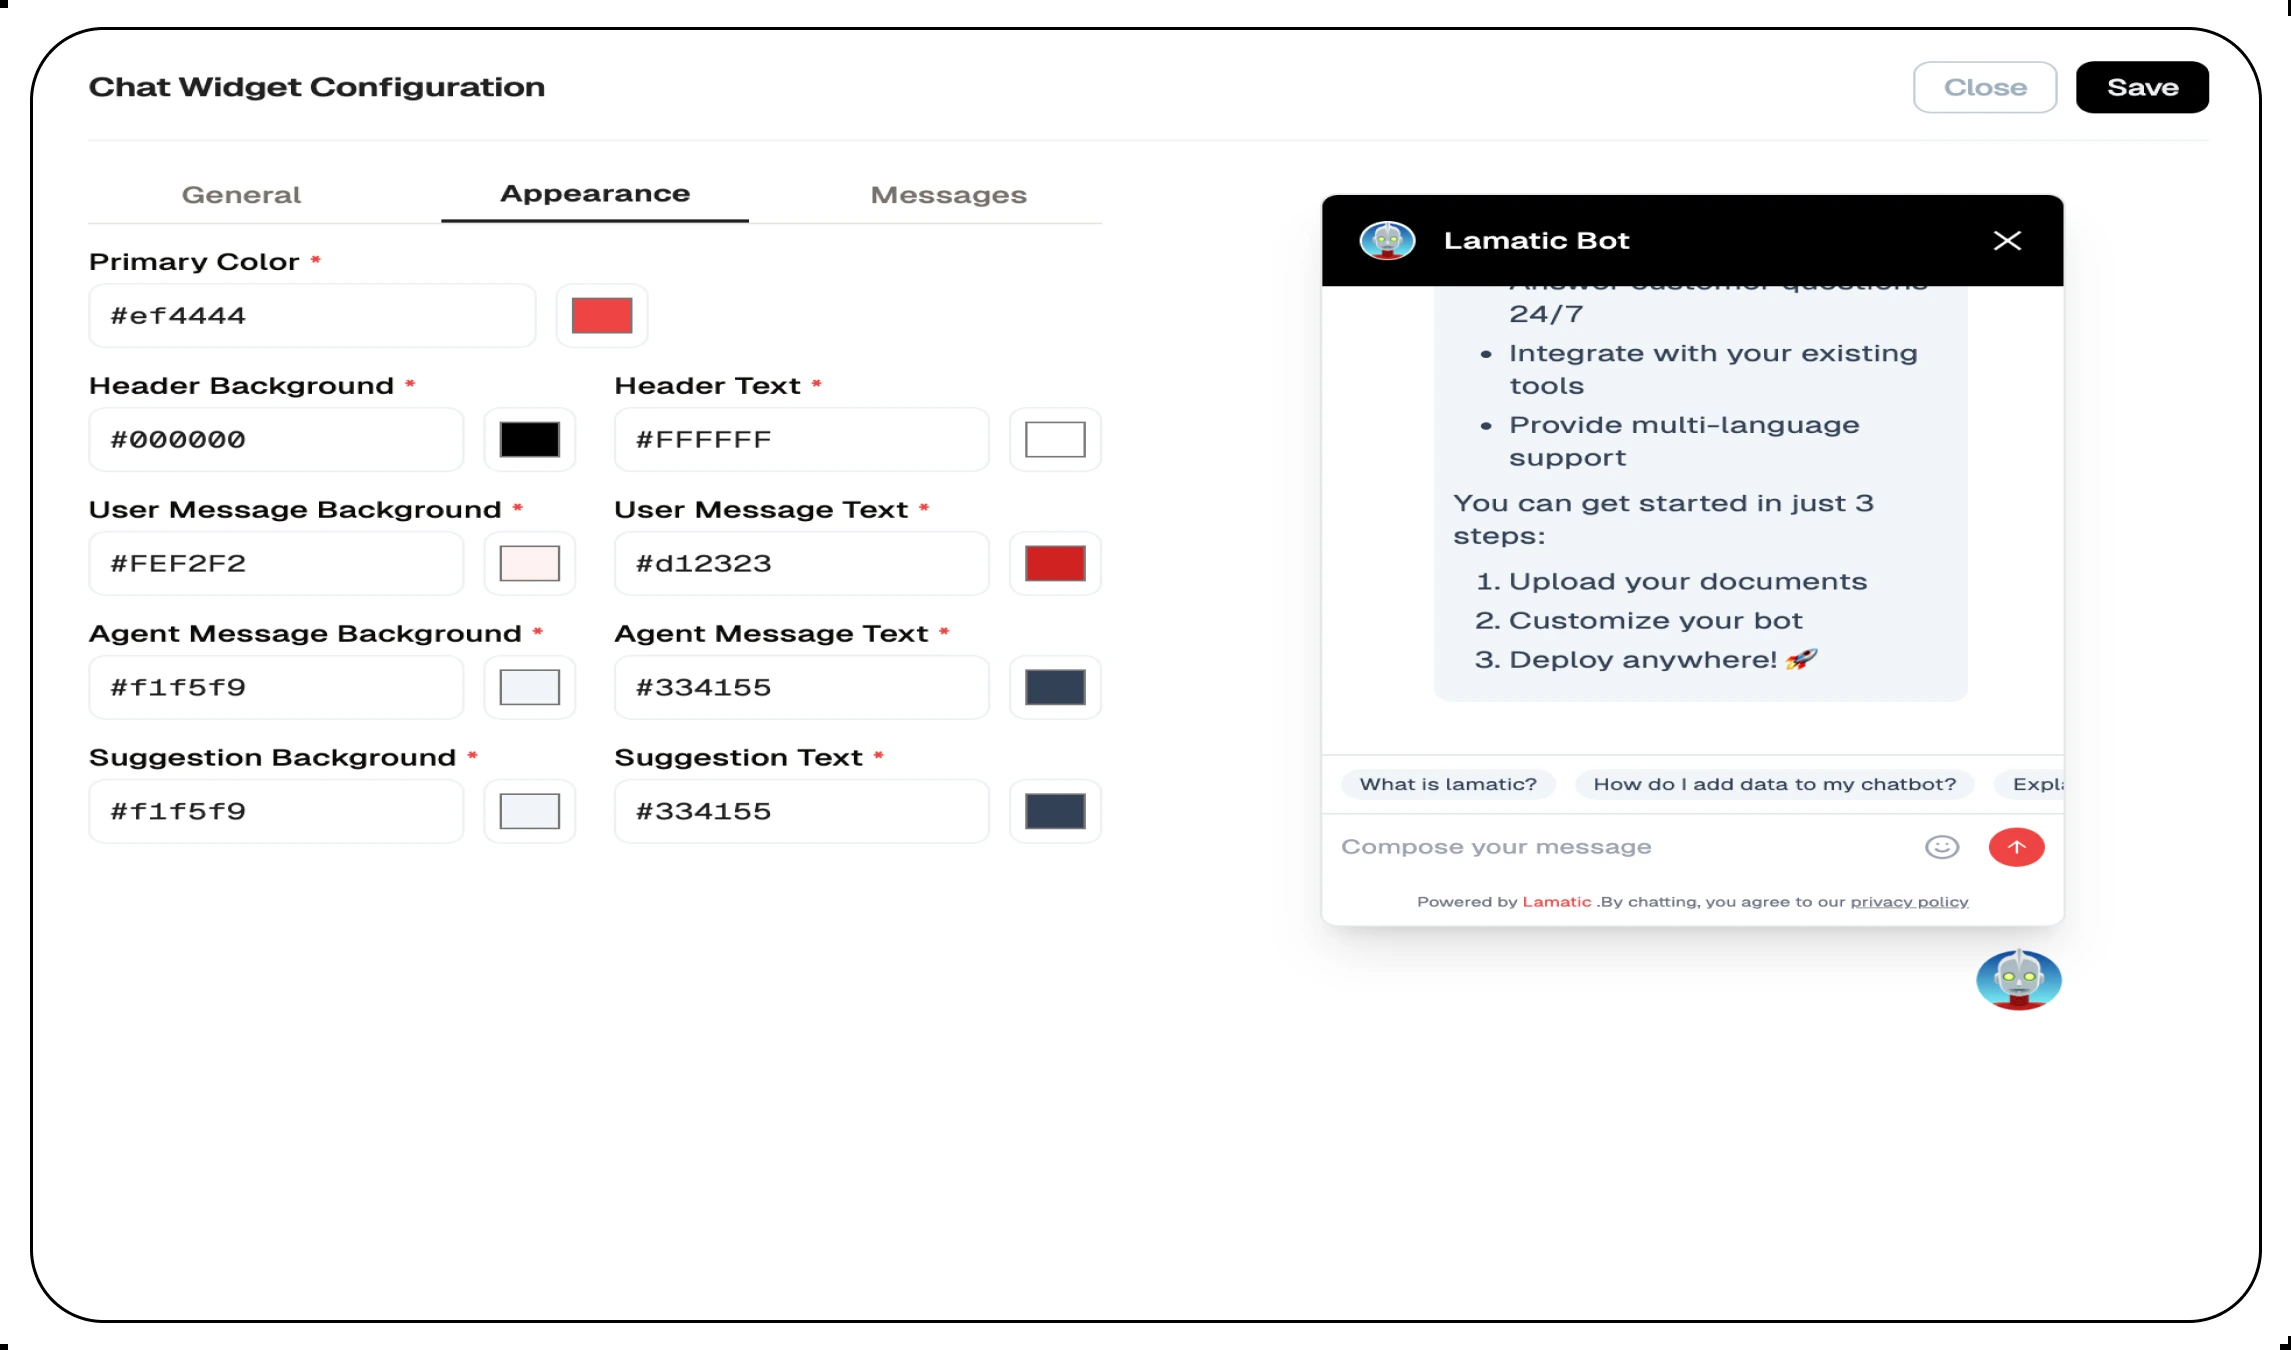 Chat Widget Configuration
Close
Save
General
Appearance
Messages
Primary Color *
#ef4444
Header Background *
Header Text *
#000000
#FFFFFF
User Message Background *
User Message Text *
#FEF2F2
#d12323
Agent Message Background *
Agent Message Text *
#f1f5f9
#334155
Suggestion Background *
Suggestion Text *
#f1f5f9
#334155
Lamatic Bot
Answer customer questions
24/7
• Integrate with your existing
tools
• Provide multi-language
support
You can get started in just 3
steps:
1. Upload your documents
2. Customize your bot
3. Deploy anywhere! 🚀
What is lamatic?
How do I add data to my chatbot?
Expl
Compose your message
Powered by Lamatic .By chatting, you agree to our privacy policy